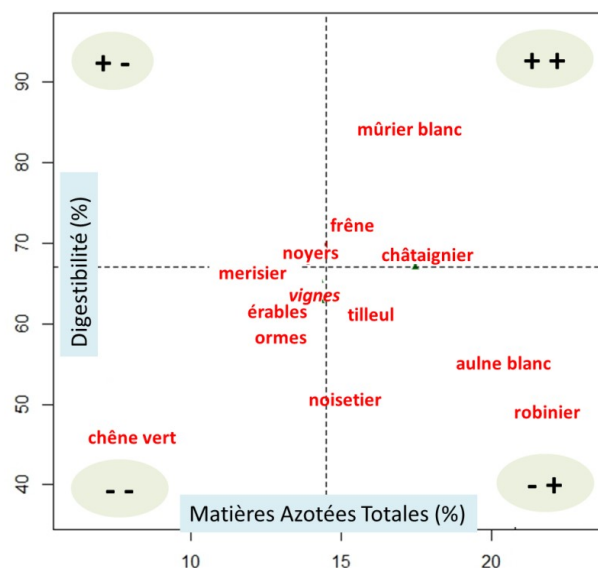 + -
+ +
90
mûrier blanc
80
Digestibilité (%)
frêne
70
noyers
châtaignier
merisier
vignes
érables
tilleul
60
ormes
aulne blanc
noisetier
50
robinier
chêne vert
40
- -
- +
Matières Azotées Totales (%)
10
15
20